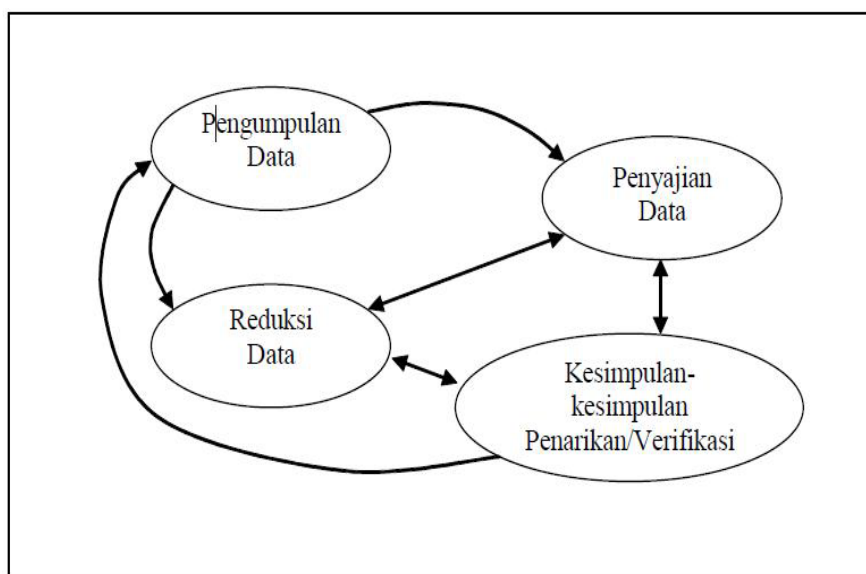 Pengumpulan
Data
Penyajian
Data
Reduksi
Data
Kesimpulan-
kesimpulan
Penarikan/Verifikasi